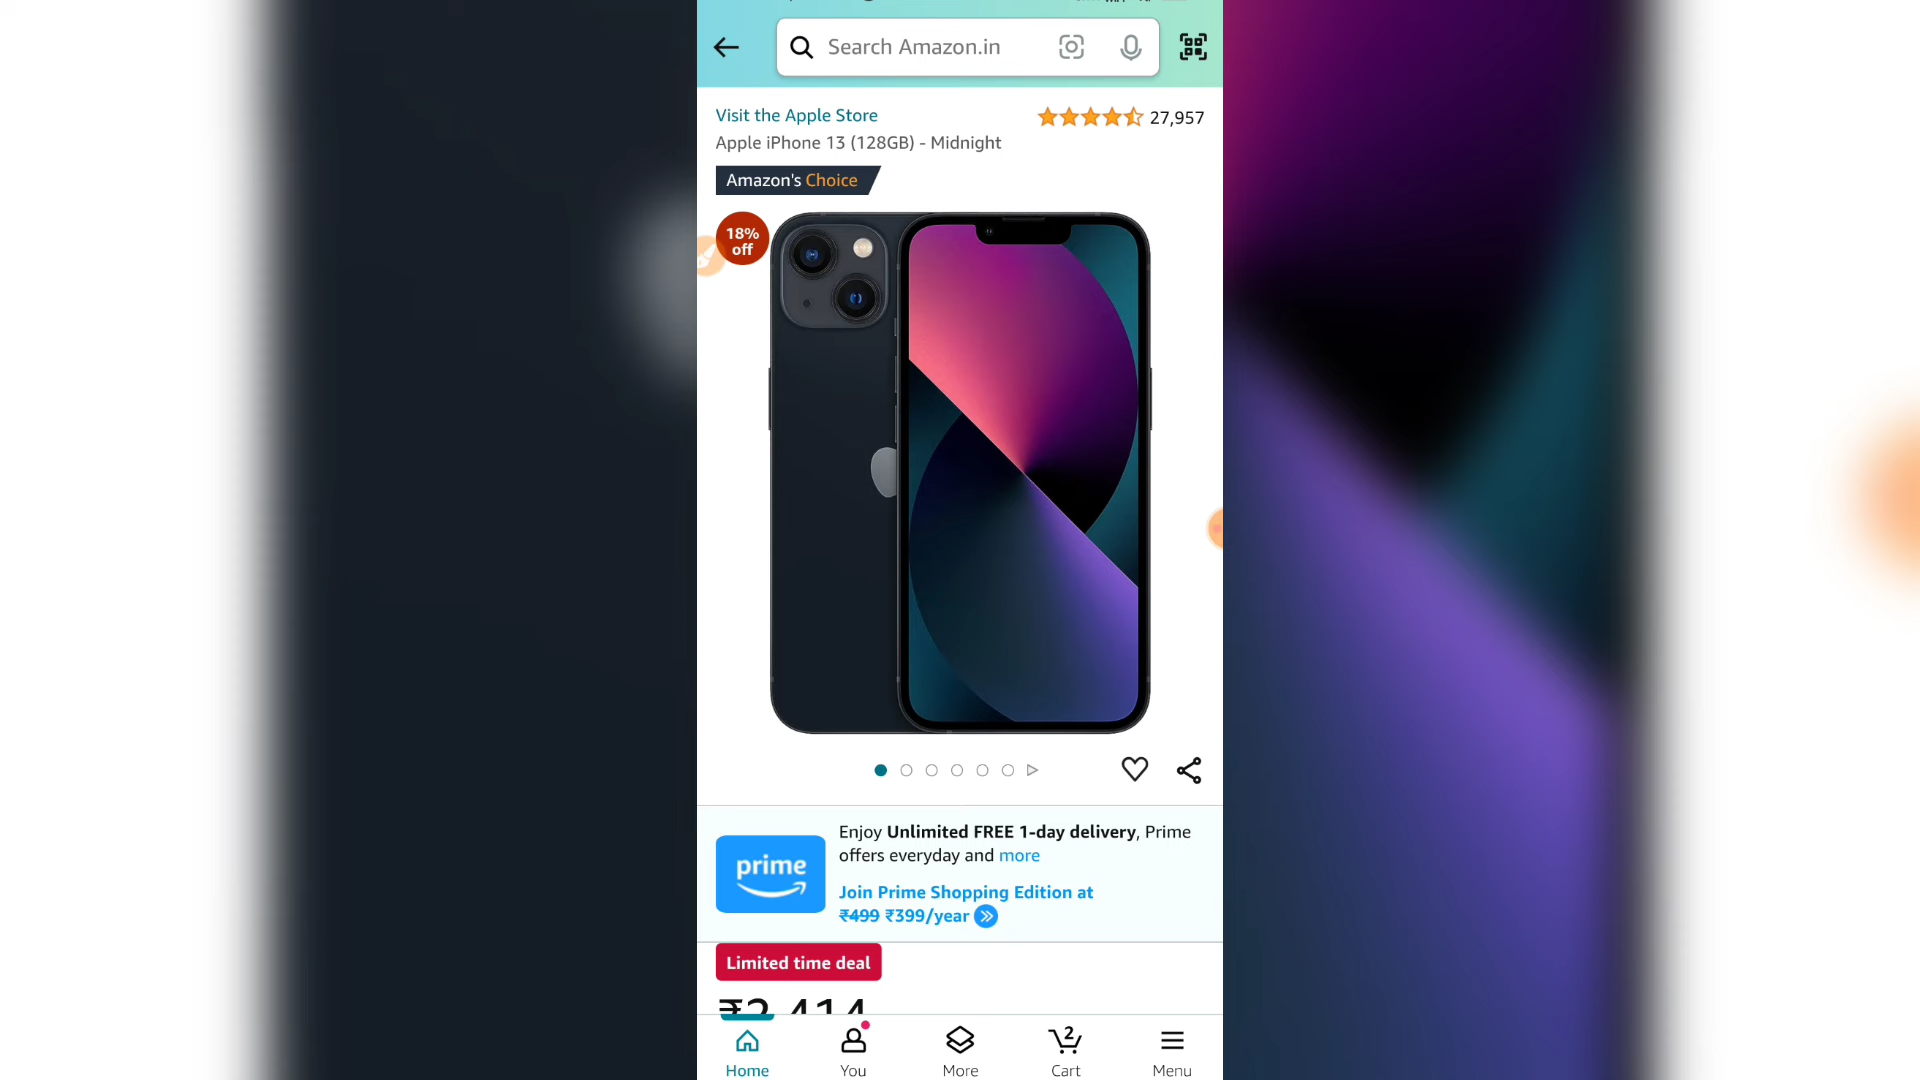 Search Amazon.in
Visit the Apple Store
27,957
Apple iPhone 13 (128GB) - Midnight
Amazon's Choice
18%
off
Enjoy Unlimited FREE 1-day delivery, Prime
offers everyday and more
prime
Join Prime Shopping Edition at
₹499 ₹399/year
Limited time deal
₹2,414
2
Home
You
More
Cart
Menu